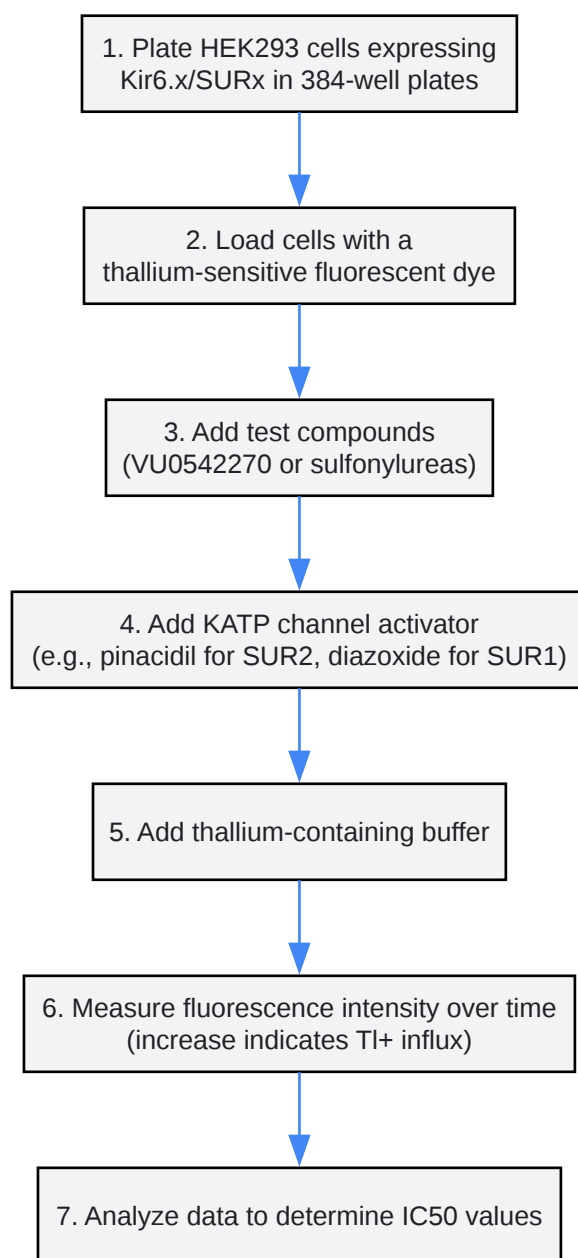 1. Plate HEK293 cells expressing
Kir6.x/SURx in 384-well plates
2. Load cells with a
thallium-sensitive fluorescent dye
3. Add test compounds
(VU0542270 or sulfonylureas)
4. Add KATP channel activator
(e.g., pinacidil for SUR2, diazoxide for SUR1)
5. Add thallium-containing buffer
6. Measure fluorescence intensity over time
(increase indicates Tl+ influx)
7. Analyze data to determine IC50 values